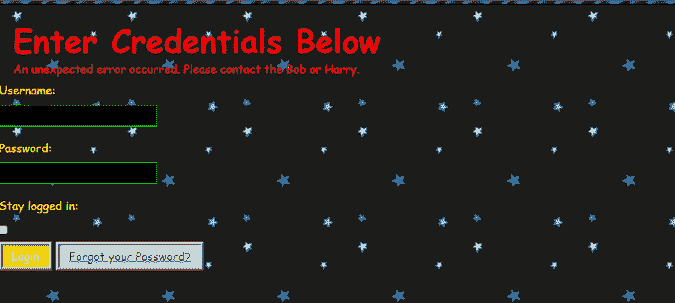 Enter Credentials Below
An unexpected error occurred. Please contact the Bob or Harry.
Username:
Password:
Stay logged in:
Login
Forgot your Password?